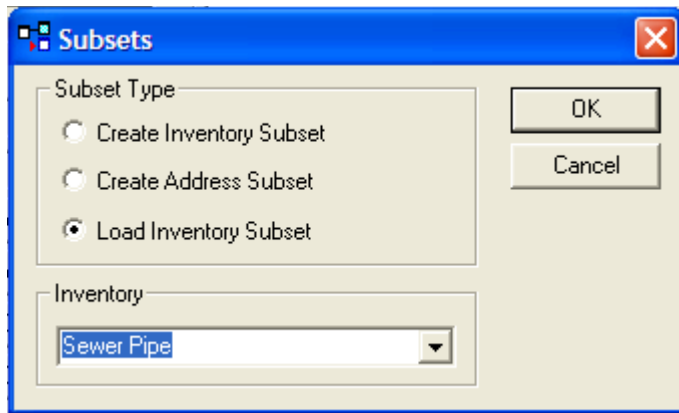 Subsets
Subset Type
Create Inventory Subset
Create Address Subset
Load Inventory Subset
OK
Cancel
Inventory
Sewer Pipe